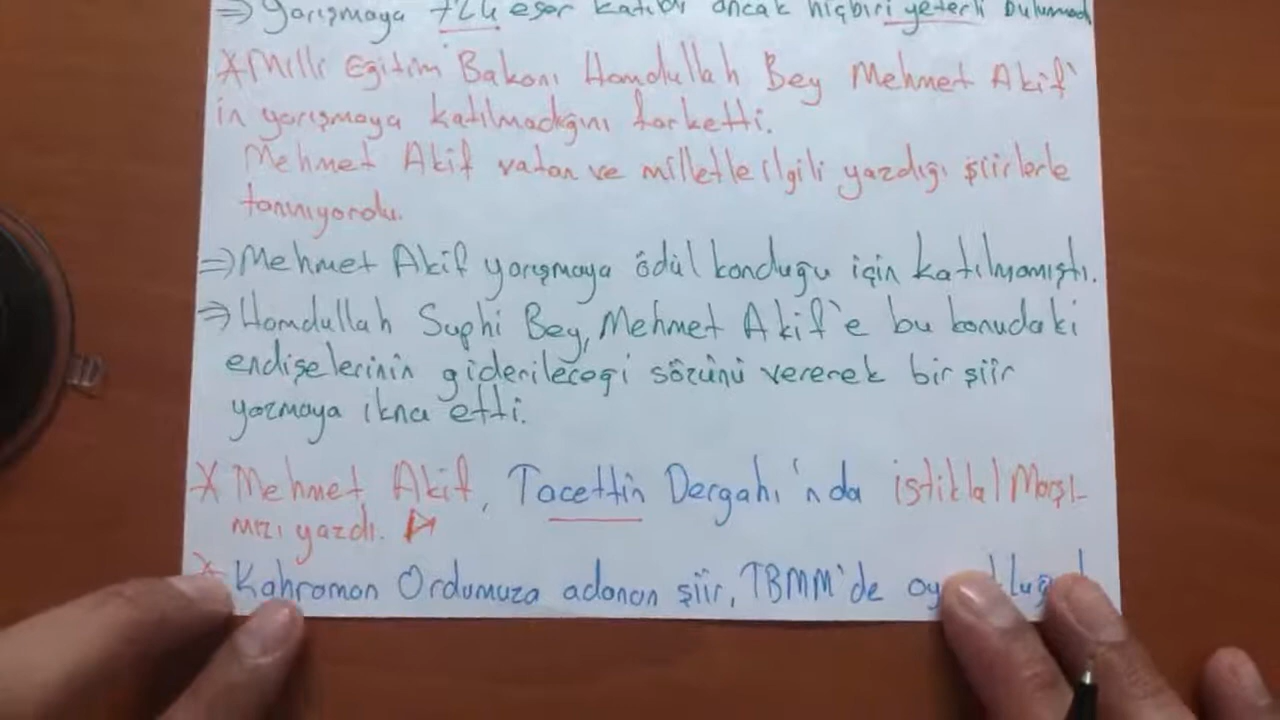 ⇒ Yarışmaya 724 eser katıldı ancak hiçbiri yeterli bulunmad
* Milli Eğitim Bakanı Hamdullah Bey Mehmet Akif'
in yarışmaya katılmadığını farketti.
Mehmet Akif vatan ve milletle ilgili yazdığı şiirlerle
tanınıyordu.
⇒ Mehmet Akif yarışmaya ödül konduğu için katılmamıştı.
⇒ Hamdullah Suphi Bey, Mehmet Akif'e bu konudaki
endişelerinin giderileceği sözünü vererek bir şiir
yazmaya ikna etti.
* Mehmet Akif, Tacettin Dergahı'nda istiklal Marşı-
mızı yazdı.
* Kahraman Ordumuza adanan şiir, TBMM'de